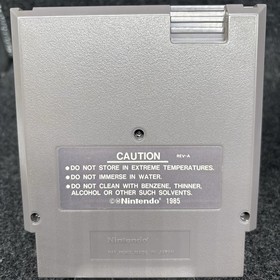 CAUTION REV-A
•DO NOT STORE IN EXTREME TEMPERATURES.
•DO NOT IMMERSE IN WATER.
•DO NOT CLEAN WITH BENZENE, THINNER,
ALCOHOL OR OTHER SUCH SOLVENTS.
©®Nintendo® 1985
Nintendo